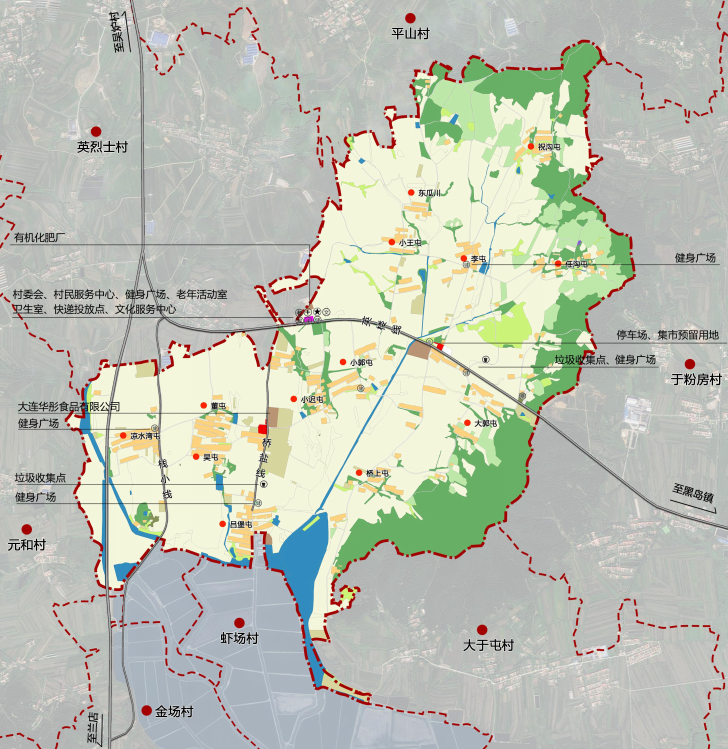 至吴炉村
平山村
英烈士村
祝沟屯
东瓜川
有机化肥厂
小王屯
李屯
任沟屯
健身广场
村委会、村民服务中心、健身广场、老年活动室
卫生室、快递投放点、文化服务中心
停车场、集市预留用地
垃圾收集点、健身广场
小郭屯
于粉房村
大连华彤食品有限公司
董屯
小迟屯
健身广场
凉水湾屯
大郭屯
桥盐线
吴屯
桥上屯
垃圾收集点
健身广场
至黑岛镇
吕堡屯
元和村
虾场村
大于屯村
金场村
至兰店